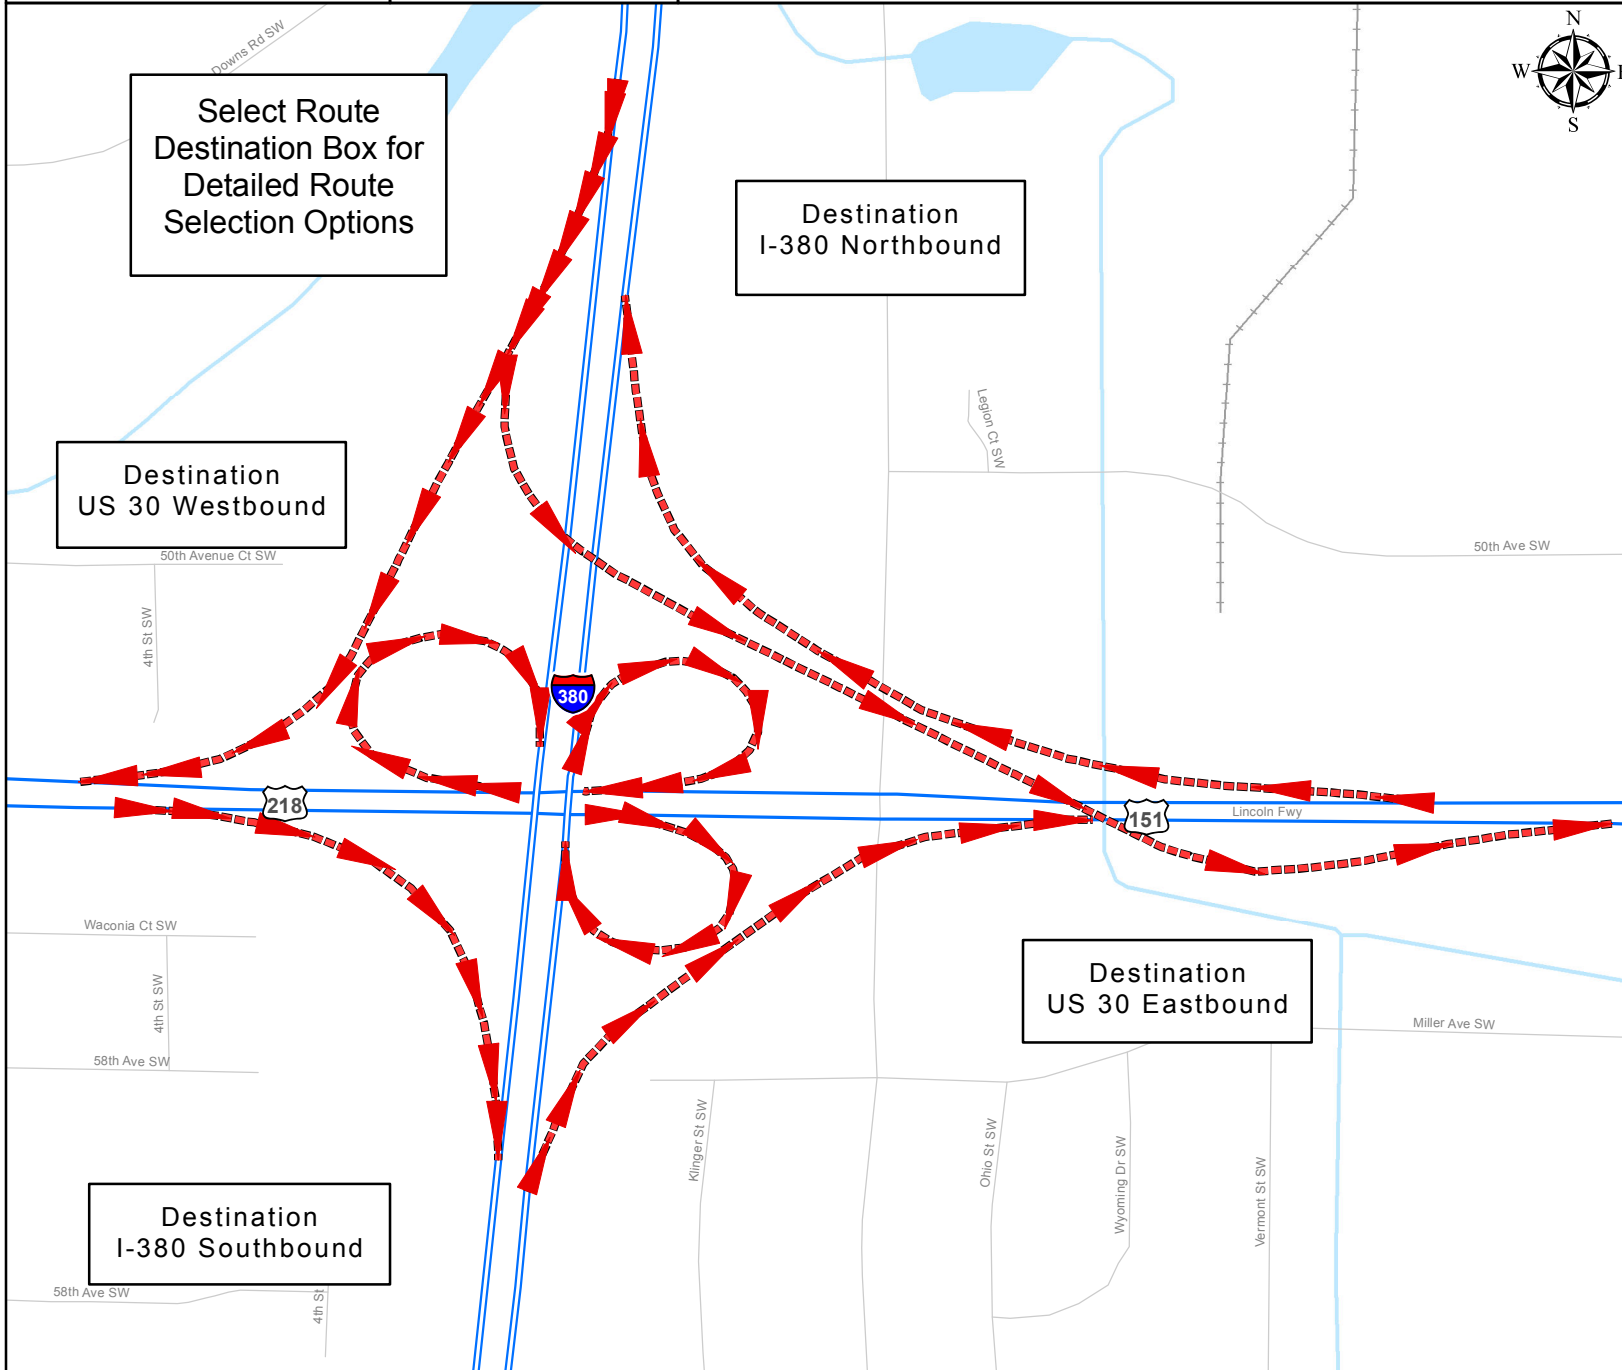 Downs Rd SW
N
W
E
S
Select Route
Destination Box for
Detailed Route
Selection Options
Destination
I-380 Northbound
Legion Ct SW
Destination
US 30 Westbound
50th Avenue Ct SW
50th Ave SW
4th St SW
380
218
151
Lincoln Fwy
Waconia Ct SW
4th St SW
Destination
US 30 Eastbound
Miller Ave SW
58th Ave SW
Klinger St SW
Ohio St SW
Wyoming Dr SW
Vermont St SW
Destination
I-380 Southbound
58th Ave SW
4th St